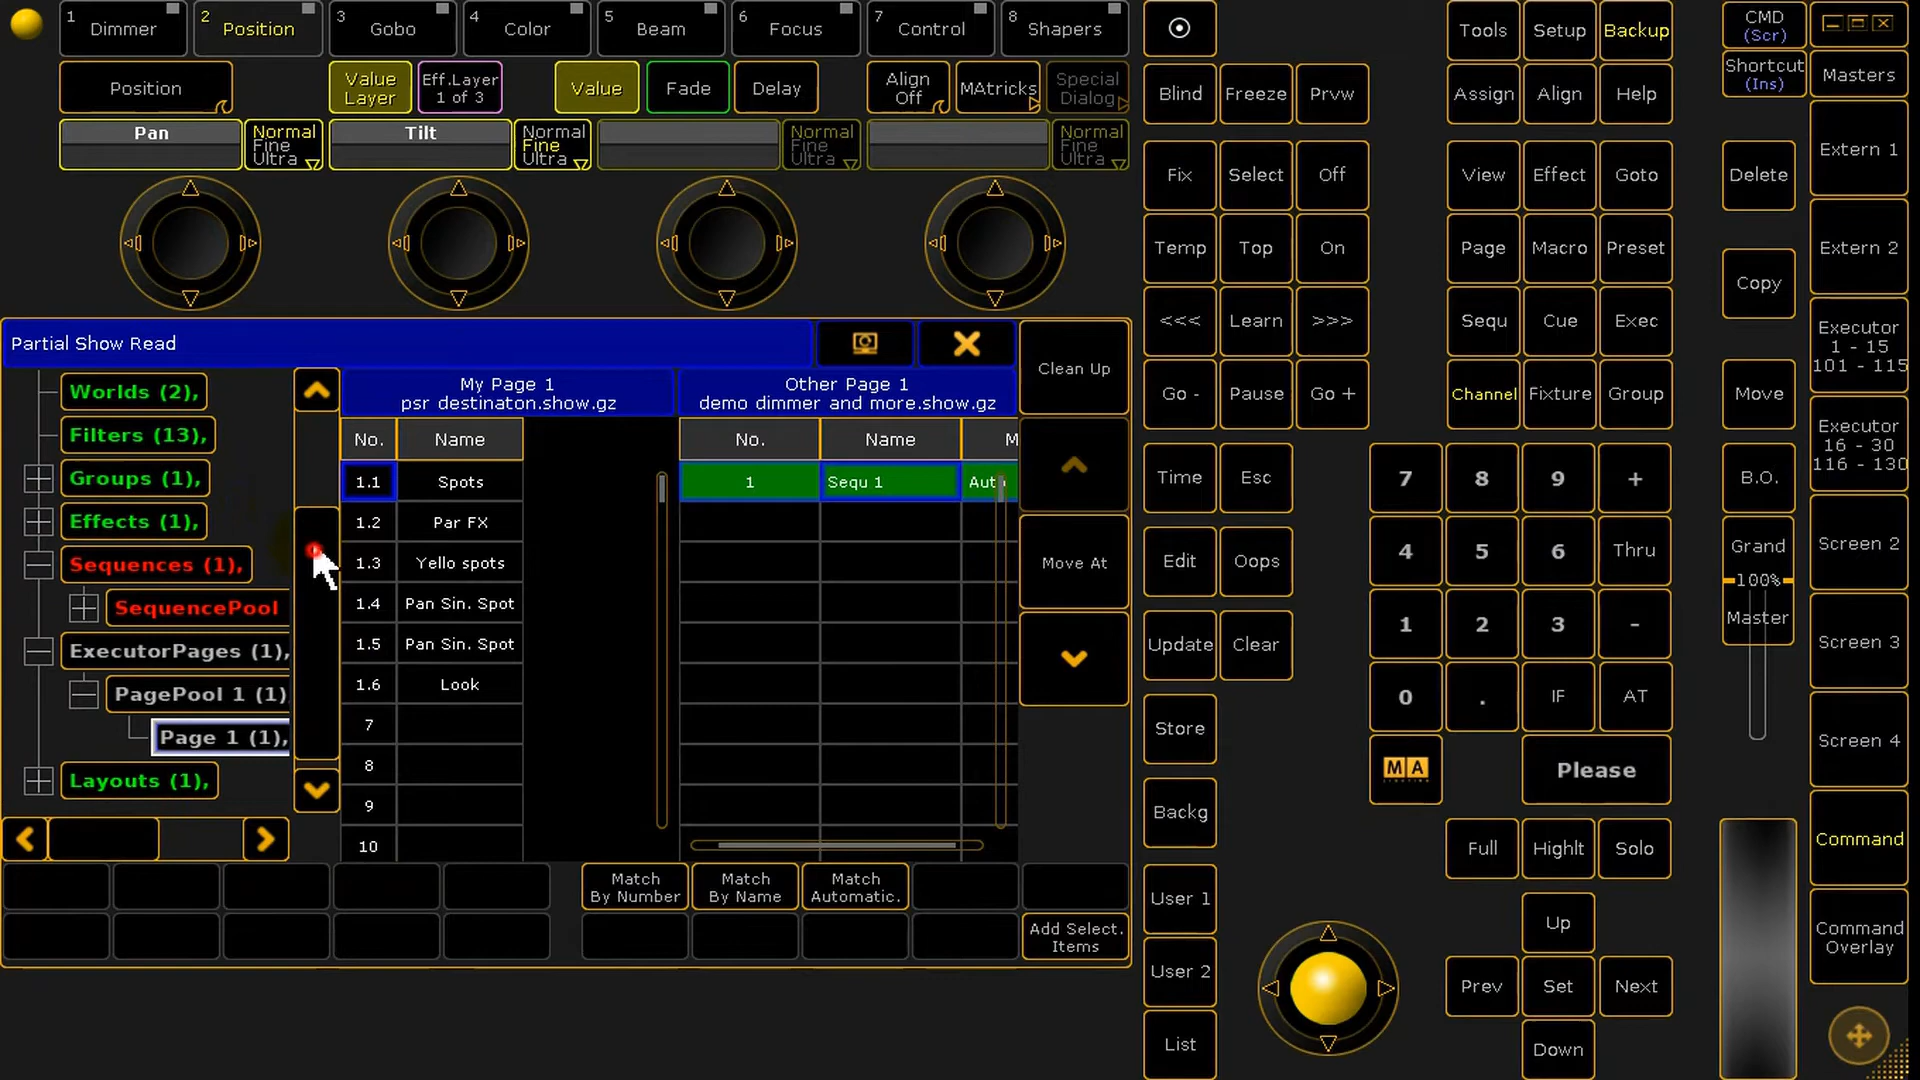 1 Dimmer
2 Position
3 Gobo
4 Color
5 Beam
6 Focus
7 Control
8 Shapers
Position
Value
Layer
Eff.Layer
1 of 3
Value
Fade
Delay
Align
Off
MAtricks
Special
Dialog
Pan
Normal
Fine
Ultra
Tilt
Normal
Fine
Ultra
Normal
Fine
Ultra
Normal
Fine
Ultra
Partial Show Read
Worlds (2),
Filters (13),
Groups (1),
Effects (1),
Sequences (1),
SequencePool
ExecutorPages (1),
PagePool 1 (1)
Page 1 (1),
Layouts (1),
My Page 1
psr destinaton.show.gz
No. Name
1.1 Spots
1.2 Par FX
1.3 Yello spots
1.4 Pan Sin. Spot
1.5 Pan Sin. Spot
1.6 Look
7
8
9
10
Other Page 1
demo dimmer and more.show.gz
No. Name M
1 Sequ 1 Auto
Clean Up
Move At
Match
By Number
Match
By Name
Match
Automatic.
Add Select.
Items
Blind Freeze Prvw
Fix Select Off
Temp Top On
<<< Learn >>>
Go - Pause Go +
Time Esc
Edit Oops
Update Clear
Store
Backg
User 1
User 2
List
Tools Setup Backup
Assign Align Help
View Effect Goto
Page Macro Preset
Sequ Cue Exec
Channel Fixture Group
7 8 9 +
4 5 6 Thru
1 2 3 -
0 . IF AT
MA
Please
Full Highlt Solo
Up
Prev Set Next
Down
CMD
(Scr)
Shortcut
(Ins)
Delete
Copy
Move
B.O.
Grand
100%
Master
Masters
Extern 1
Extern 2
Executor
1 - 15
101 - 115
Executor
16 - 30
116 - 130
Screen 2
Screen 3
Screen 4
Command
Command
Overlay